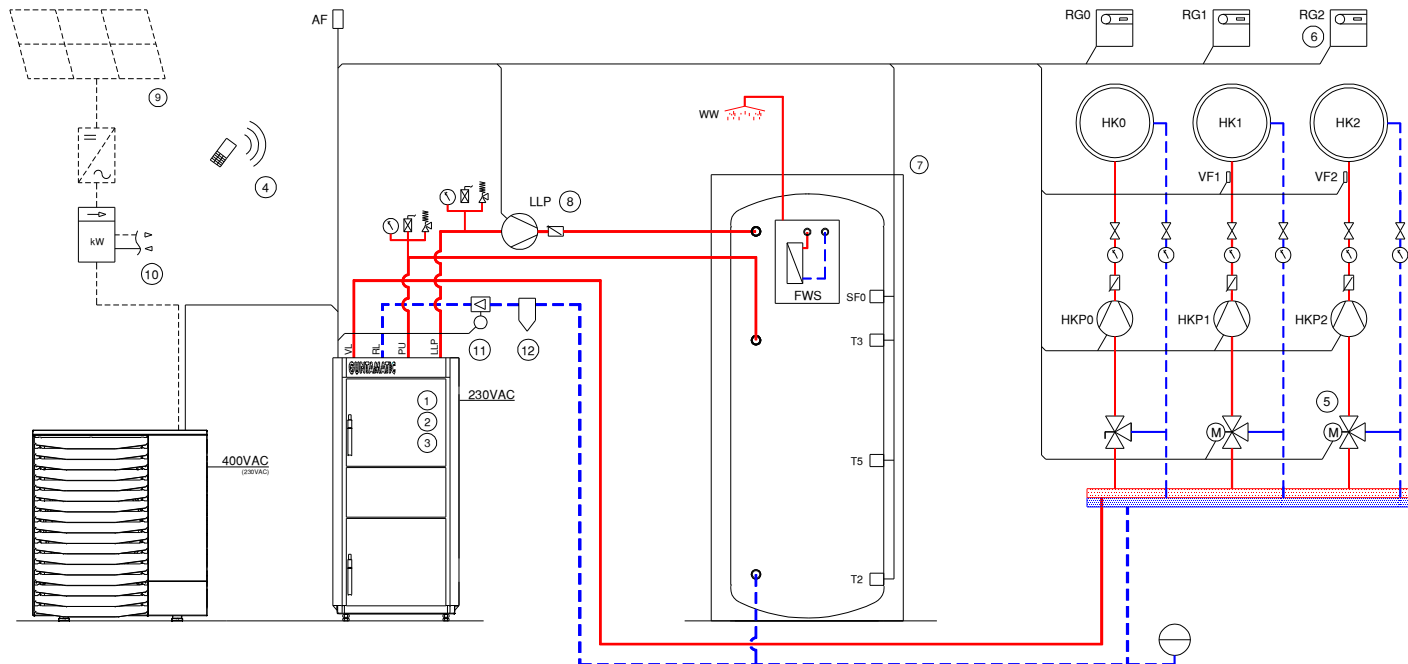 AF
RG0
RG1
RG2
6
9
WW
HK0
HK1
HK2
4
7
VF1
VF2
LLP
8
kW
10
FWS
SF0
HKP0
HKP1
HKP2
T3
VL
RL
PU
LLP
11
12
GUNTAMATIC
1
230VAC
2
3
5
M
M
400VAC
(230VAC)
T5
T2